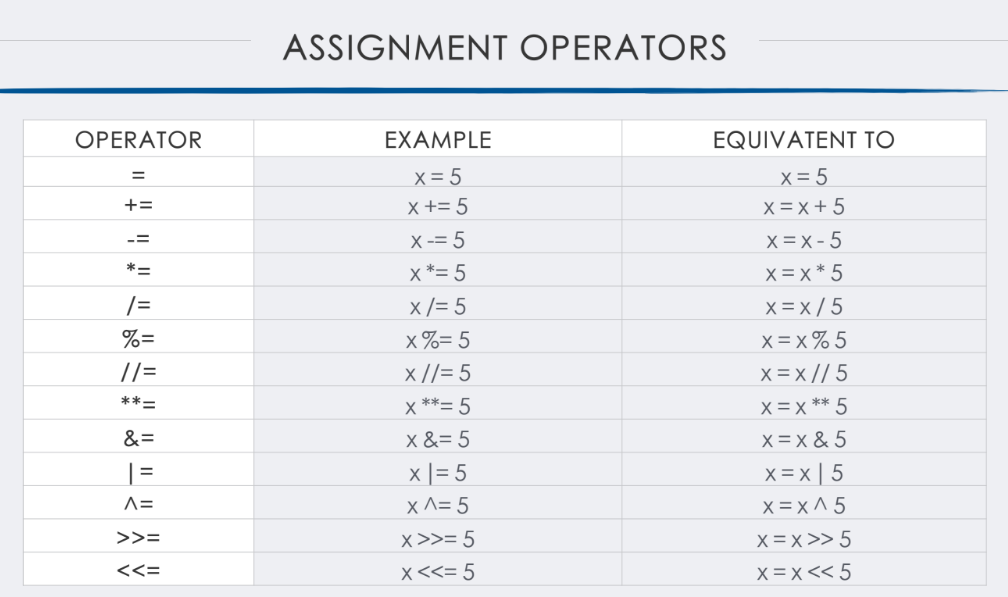 ASSIGNMENT OPERATORS
OPERATOR EXAMPLE EQUIVATENT TO
= x = 5 x = 5
+= x += 5 x = x + 5
-= x -= 5 x = x - 5
*= x *= 5 x = x * 5
/= x /= 5 x = x / 5
%= x %= 5 x = x % 5
//= x //= 5 x = x // 5
**= x **= 5 x = x ** 5
&= x &= 5 x = x & 5
|= x |= 5 x = x | 5
^= x ^= 5 x = x ^ 5
>>= x >>= 5 x = x >> 5
<<= x <<= 5 x = x << 5